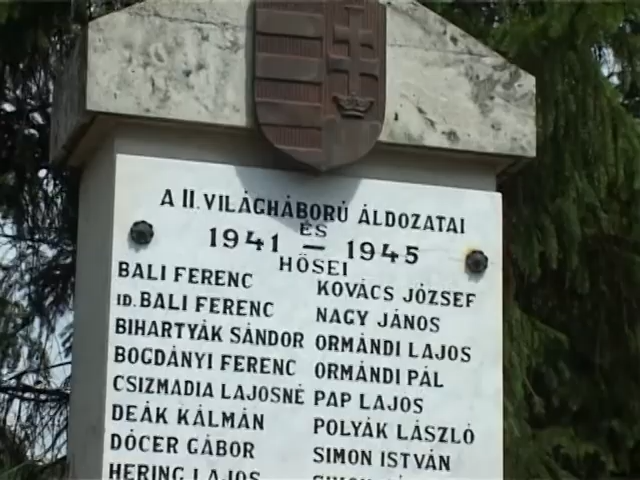 A II. VILÁGHÁBORÚ ÁLDOZATAI
ÉS
1941 – 1945
HŐSEI
BALI FERENC
ID. BALI FERENC
BIHARTYÁK SÁNDOR
BOGDÁNYI FERENC
CSIZMADIA LAJOSNÉ
DEÁK KÁLMÁN
DÓCER GÁBOR
HERING LAJOS
KOVÁCS JÓZSEF
NAGY JÁNOS
ORMÁNDI LAJOS
ORMÁNDI PÁL
PAP LAJOS
POLYÁK LÁSZLÓ
SIMON ISTVÁN